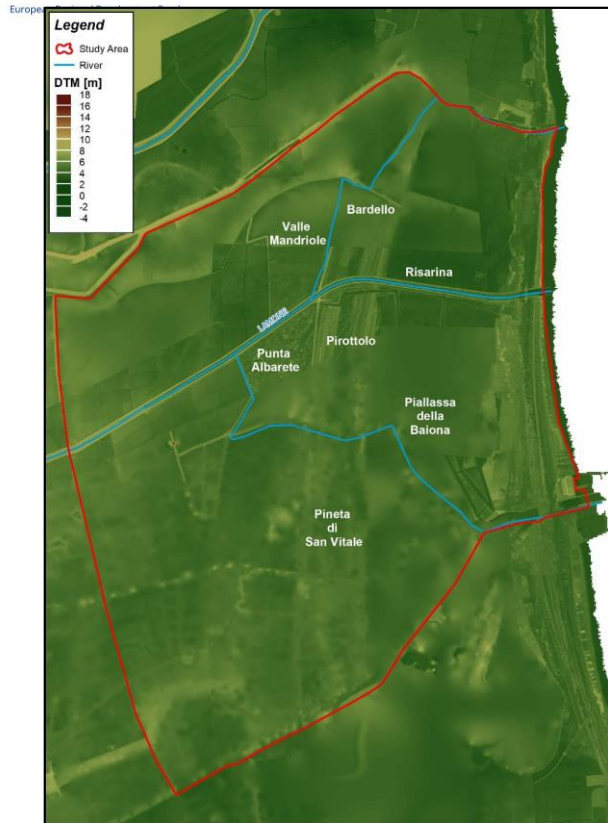 Legend
Study Area
River
DTM [m]
18
16
14
12
10
8
6
4
2
0
-2
-4
Bardello
Valle
Mandriole
Risarina
LAMONE
Pirottolo
Punta
Albarete
Piallassa
della
Baiona
Pineta
di
San Vitale